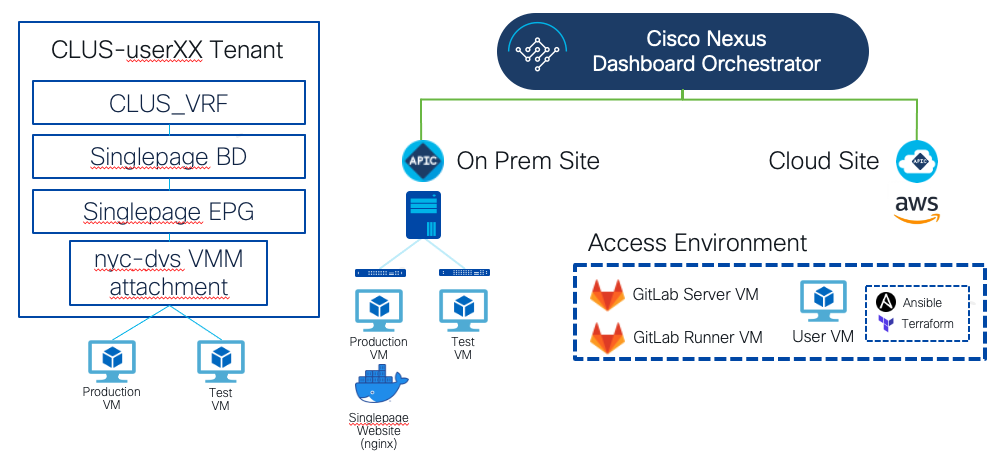 CLUS-userXX Tenant
CLUS_VRF
Singlepage BD
Singlepage EPG
nyc-dvs VMM
attachment
Production
VM
Test
VM
Cisco Nexus
Dashboard Orchestrator
APIC
On Prem Site
Cloud Site
APIC
aws
Production
VM
Test
VM
Singlepage
Website
(nginx)
Access Environment
GitLab Server VM
GitLab Runner VM
User VM
A
Ansible
Terraform